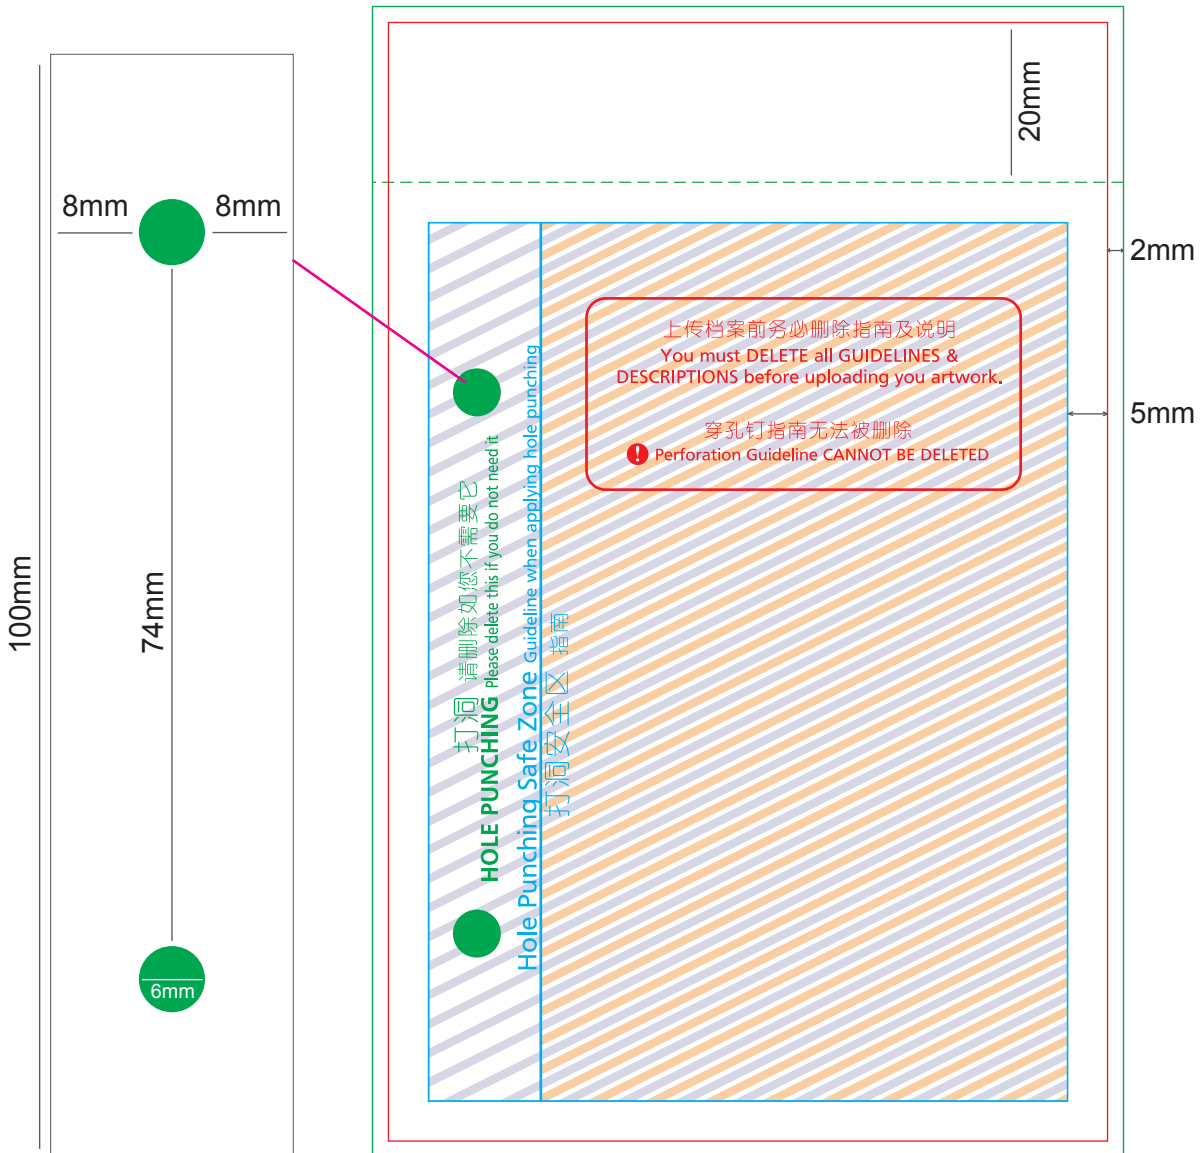 20mm
8mm
8mm
2mm
上传档案前务必删除指南及说明
You must DELETE all GUIDELINES &
DESCRIPTIONS before uploading you artwork.
5mm
穿孔钉指南无法被删除
! Perforation Guideline CANNOT BE DELETED
100mm
74mm
打洞 请删除如您不需要它
HOLE PUNCHING Please delete this if you do not need it
Hole Punching Safe Zone Guideline when applying hole punching
打洞安全区 指南
6mm